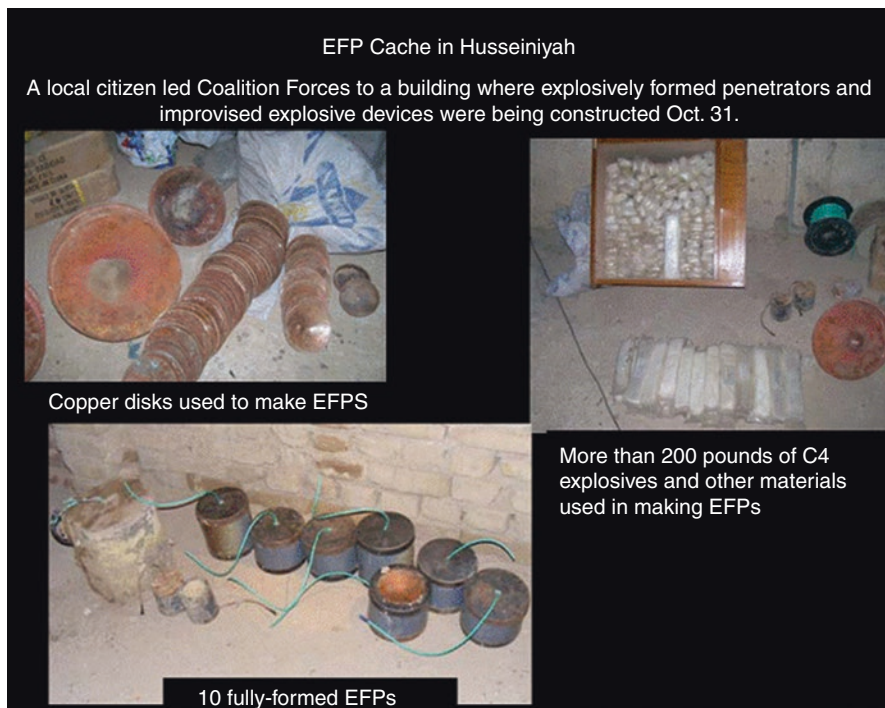 EFP Cache in Husseiniyah
A local citizen led Coalition Forces to a building where explosively formed penetrators and
improvised explosive devices were being constructed Oct. 31.
Copper disks used to make EFPS
More than 200 pounds of C4
explosives and other materials
used in making EFPs
10 fully-formed EFPs